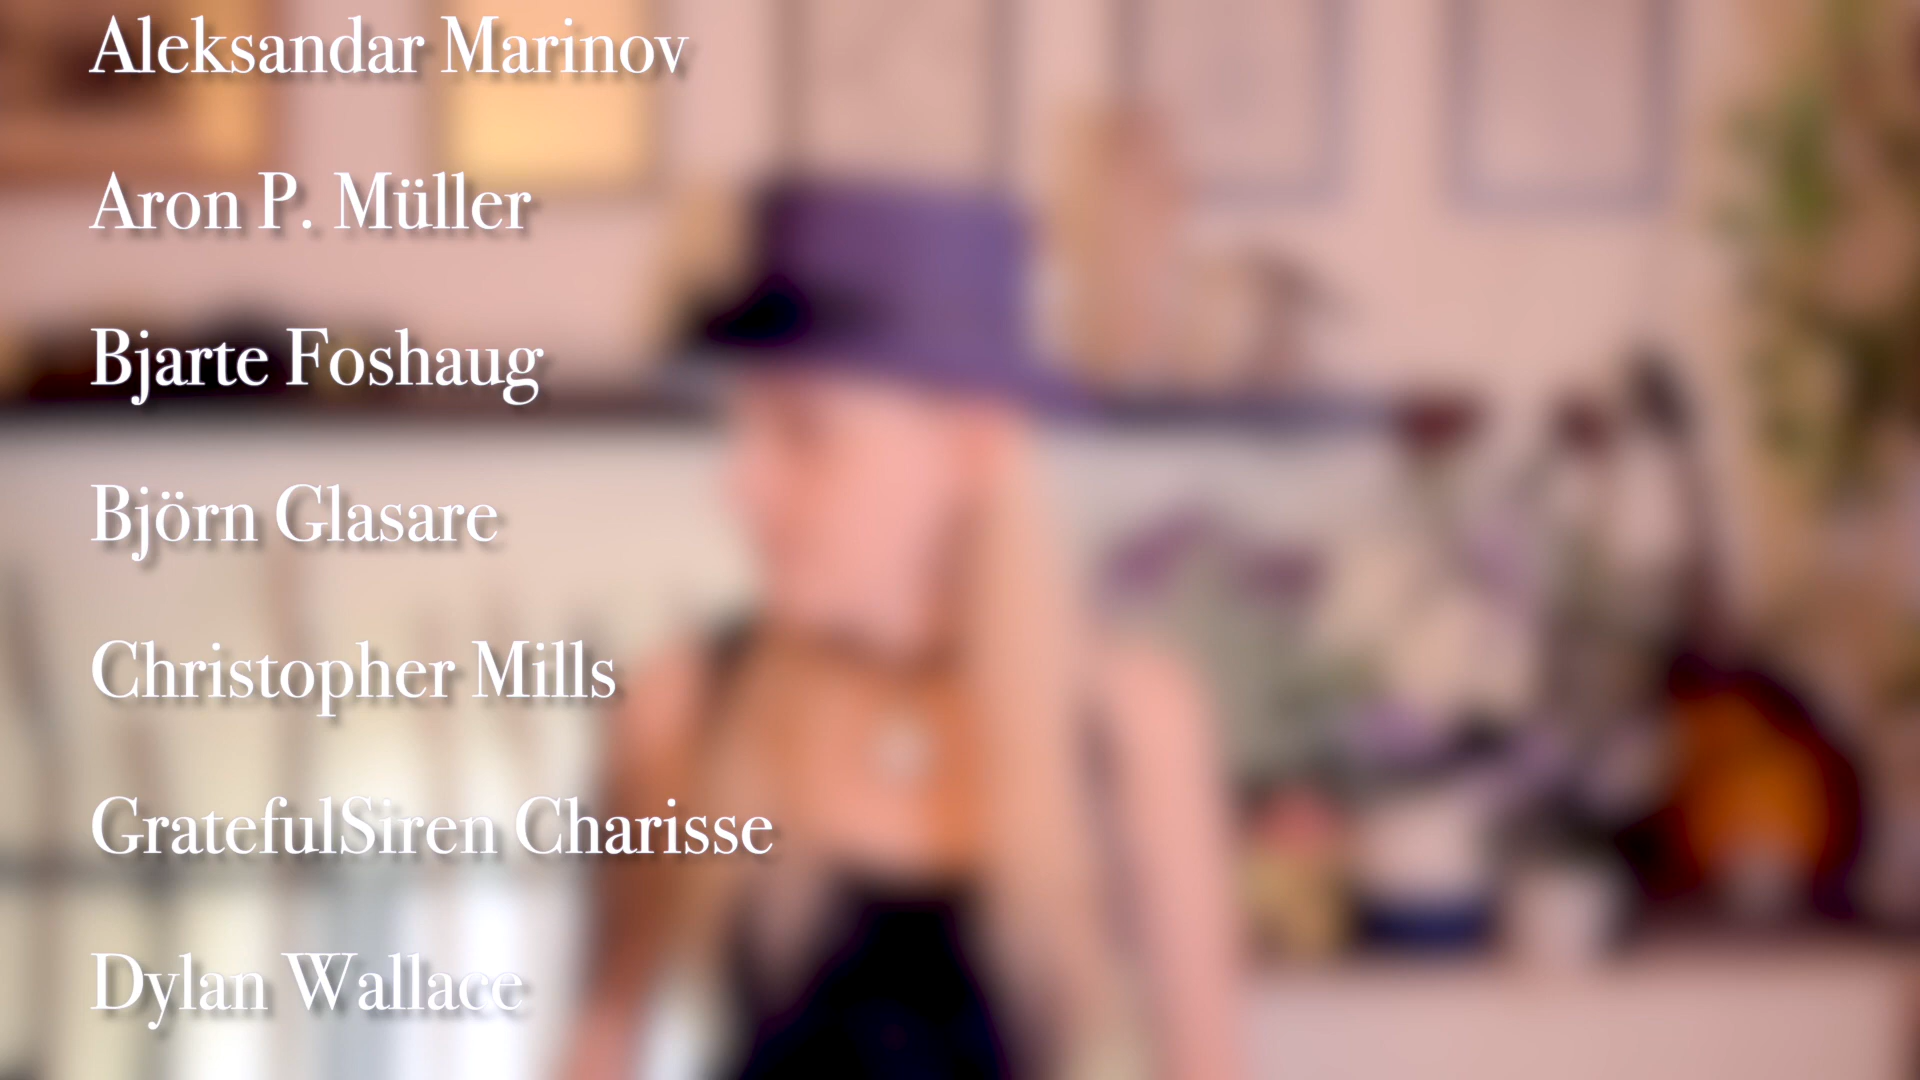 Aleksandar Marinov
Aron P. Müller
Bjarte Foshaug
Björn Glasare
Christopher Mills
GratefulSiren Charisse
Dylan Wallace